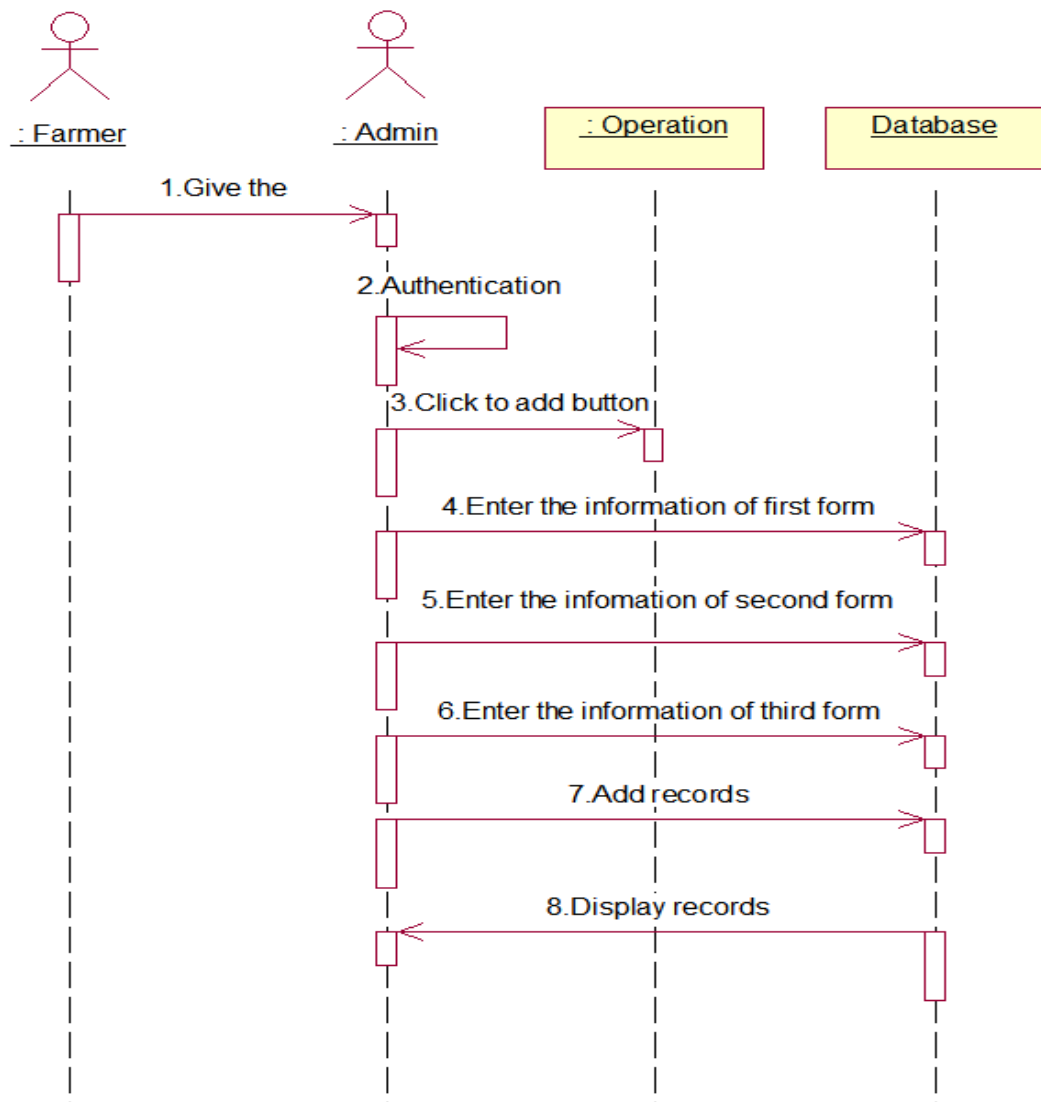 : Farmer
: Admin
: Operation
Database
1.Give the
2.Authentication
3.Click to add button
4.Enter the information of first form
5.Enter the infomation of second form
6.Enter the information of third form
7.Add records
8.Display records